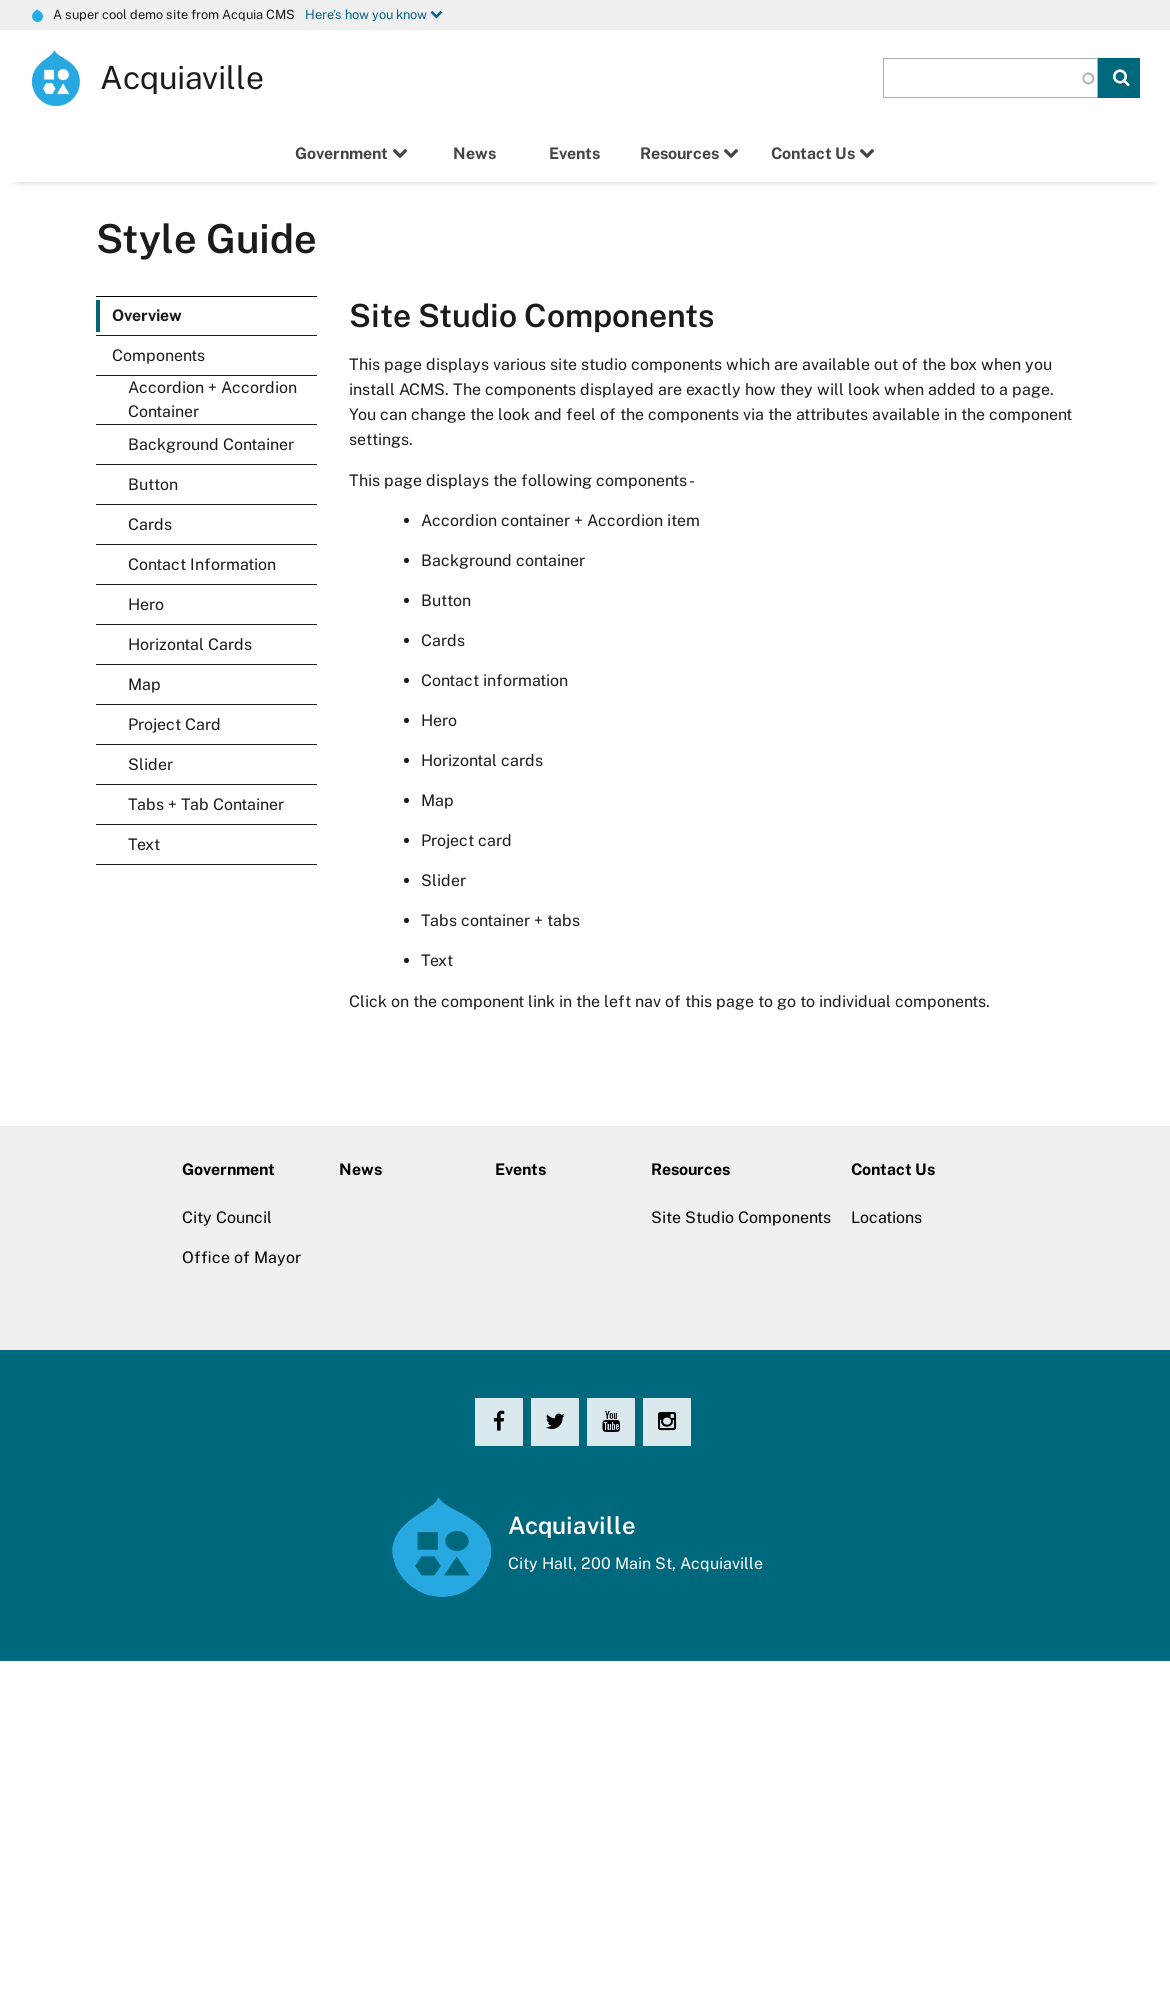 A super cool demo site from Acquia CMS Here's how you know
Acquiaville
Government News Events Resources Contact Us
Style Guide
Overview
Components
Accordion + Accordion
Container
Background Container
Button
Cards
Contact Information
Hero
Horizontal Cards
Map
Project Card
Slider
Tabs + Tab Container
Text
Site Studio Components
This page displays various site studio components which are available out of the box when you
install ACMS. The components displayed are exactly how they will look when added to a page.
You can change the look and feel of the components via the attributes available in the component
settings.
This page displays the following components-
Accordion container + Accordion item
Background container
Button
Cards
Contact information
Hero
Horizontal cards
Map
Project card
Slider
Tabs container + tabs
Text
Click on the component link in the left nav of this page to go to individual components.
Government News Events Resources Contact Us
City Council Site Studio Components Locations
Office of Mayor
You
Tube
Acquiaville
City Hall, 200 Main St, Acquiaville